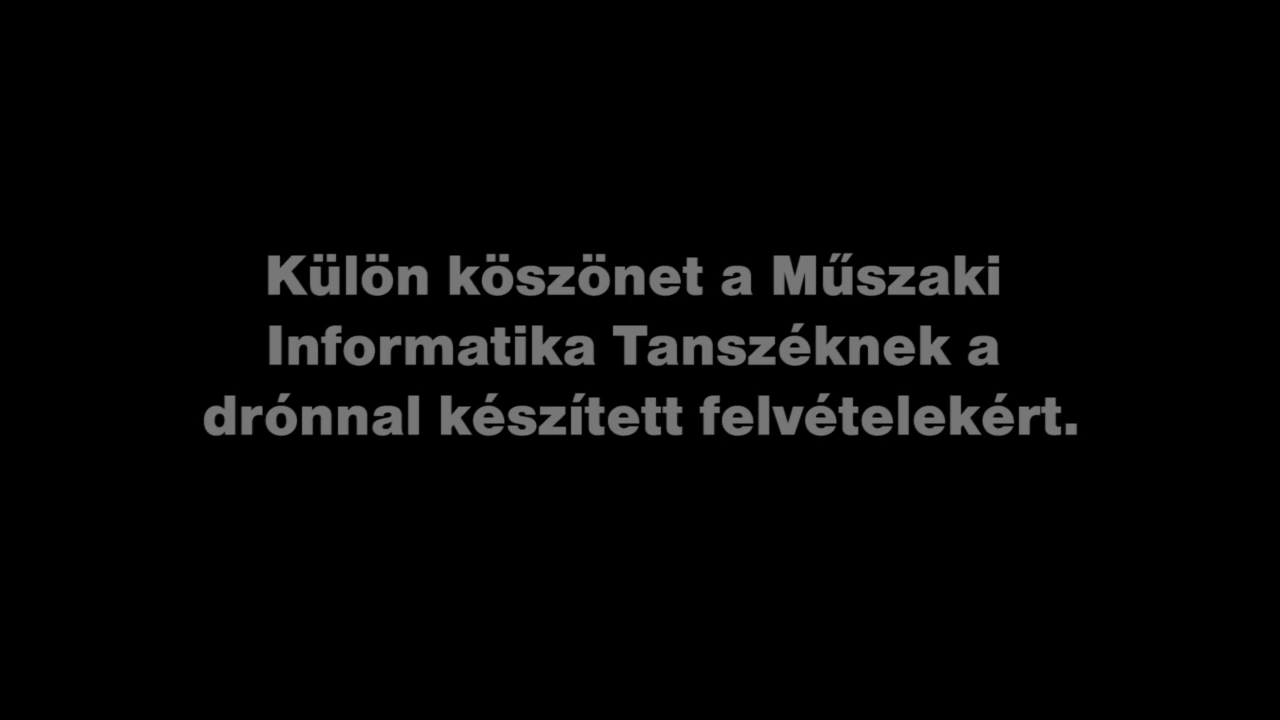 Külön köszönet a Műszaki
Informatika Tanszéknek a
drónnal készített felvételekért.